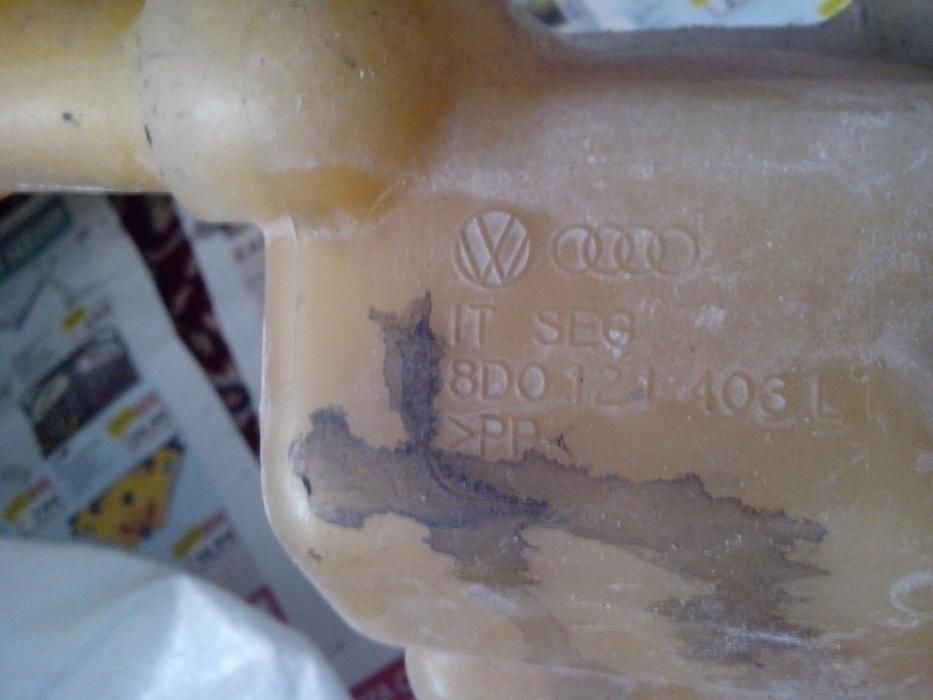 IT SEG
8D0 121 403 L
>PP<